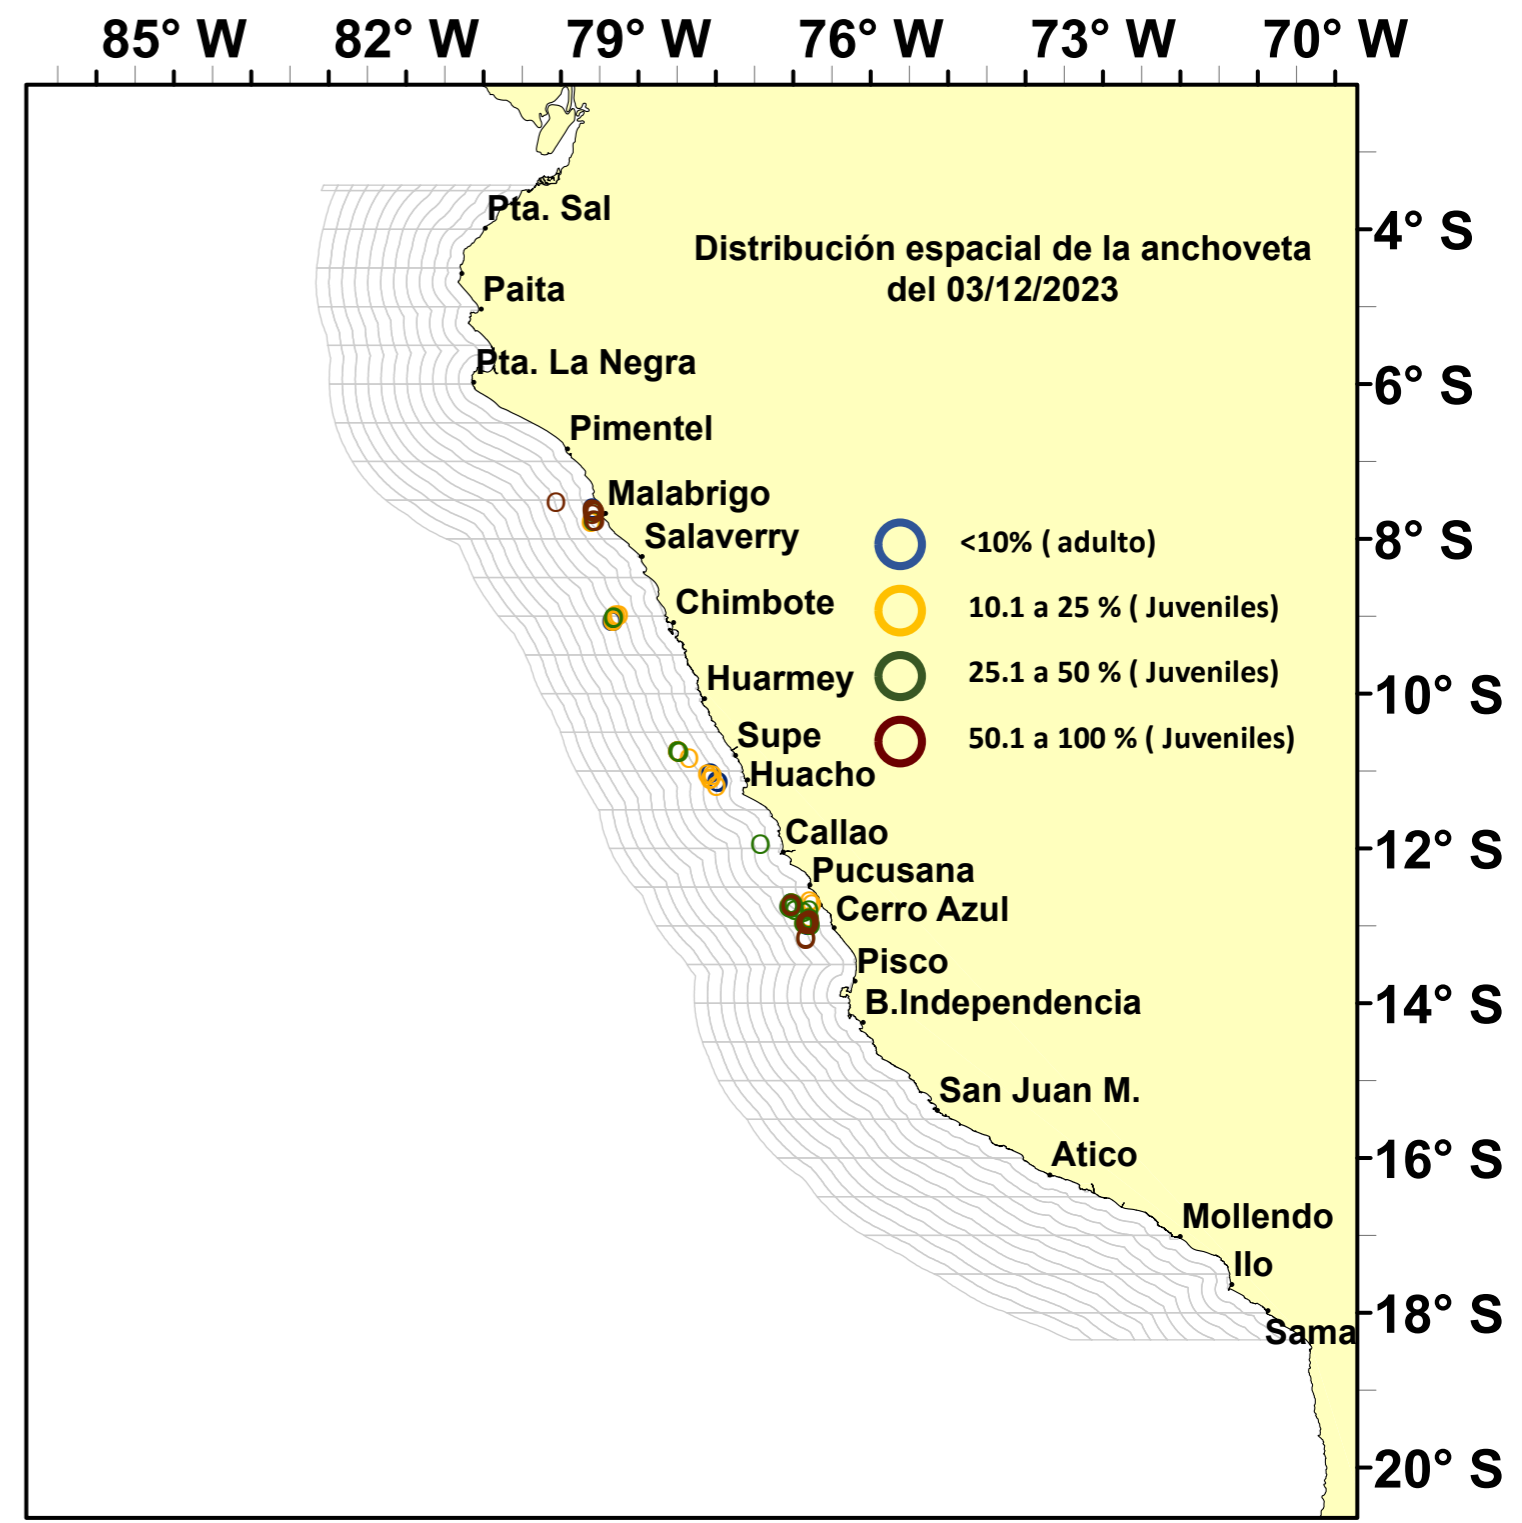 85° W 82° W 79° W 76° W 73° W 70° W
Pta. Sal
4° S
Distribución espacial de la anchoveta
del 03/12/2023
Paita
Pta. La Negra
6° S
Pimentel
Malabrigo
Salaverry
8° S
<10% ( adulto)
Chimbote
10.1 a 25 % ( Juveniles)
Huarmey
25.1 a 50 % ( Juveniles)
10° S
Supe
50.1 a 100 % ( Juveniles)
Huacho
Callao
12° S
Pucusana
Cerro Azul
Pisco
B.Independencia
14° S
San Juan M.
Atico
16° S
Mollendo
Ilo
18° S
Sama
20° S